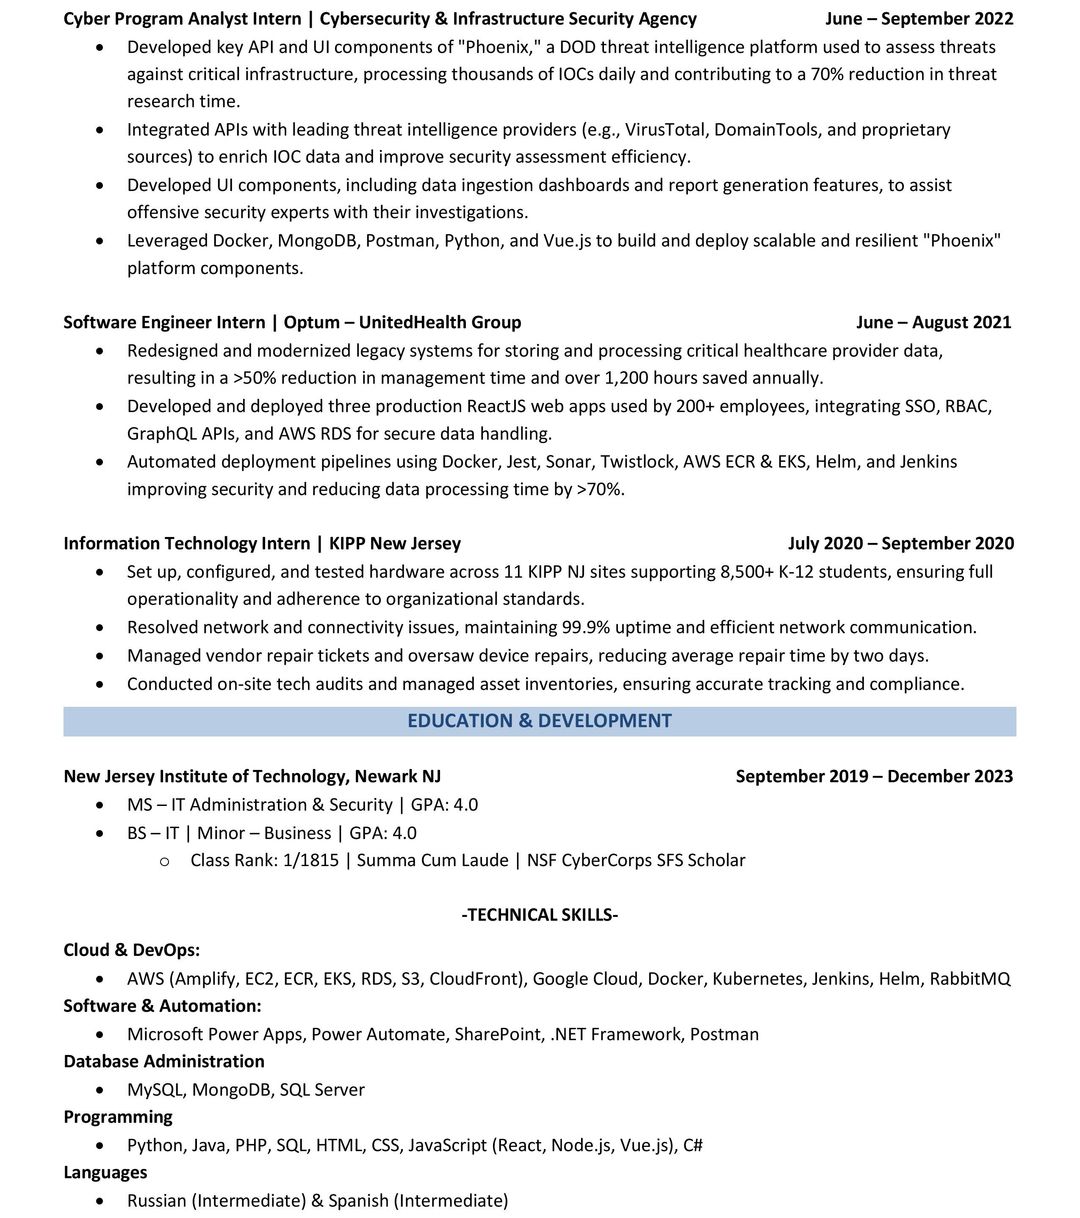 Cyber Program Analyst Intern | Cybersecurity & Infrastructure Security Agency June – September 2022
• Developed key API and UI components of "Phoenix," a DOD threat intelligence platform used to assess threats
against critical infrastructure, processing thousands of IOCs daily and contributing to a 70% reduction in threat
research time.
• Integrated APIs with leading threat intelligence providers (e.g., VirusTotal, DomainTools, and proprietary
sources) to enrich IOC data and improve security assessment efficiency.
• Developed UI components, including data ingestion dashboards and report generation features, to assist
offensive security experts with their investigations.
• Leveraged Docker, MongoDB, Postman, Python, and Vue.js to build and deploy scalable and resilient "Phoenix"
platform components.
Software Engineer Intern | Optum – UnitedHealth Group June – August 2021
• Redesigned and modernized legacy systems for storing and processing critical healthcare provider data,
resulting in a >50% reduction in management time and over 1,200 hours saved annually.
• Developed and deployed three production ReactJS web apps used by 200+ employees, integrating SSO, RBAC,
GraphQL APIs, and AWS RDS for secure data handling.
• Automated deployment pipelines using Docker, Jest, Sonar, Twistlock, AWS ECR & EKS, Helm, and Jenkins
improving security and reducing data processing time by >70%.
Information Technology Intern | KIPP New Jersey July 2020 – September 2020
• Set up, configured, and tested hardware across 11 KIPP NJ sites supporting 8,500+ K-12 students, ensuring full
operationality and adherence to organizational standards.
• Resolved network and connectivity issues, maintaining 99.9% uptime and efficient network communication.
• Managed vendor repair tickets and oversaw device repairs, reducing average repair time by two days.
• Conducted on-site tech audits and managed asset inventories, ensuring accurate tracking and compliance.
EDUCATION & DEVELOPMENT
New Jersey Institute of Technology, Newark NJ September 2019 – December 2023
• MS – IT Administration & Security | GPA: 4.0
• BS – IT | Minor – Business | GPA: 4.0
o Class Rank: 1/1815 | Summa Cum Laude | NSF CyberCorps SFS Scholar
-TECHNICAL SKILLS-
Cloud & DevOps:
• AWS (Amplify, EC2, ECR, EKS, RDS, S3, CloudFront), Google Cloud, Docker, Kubernetes, Jenkins, Helm, RabbitMQ
Software & Automation:
• Microsoft Power Apps, Power Automate, SharePoint, .NET Framework, Postman
Database Administration
• MySQL, MongoDB, SQL Server
Programming
• Python, Java, PHP, SQL, HTML, CSS, JavaScript (React, Node.js, Vue.js), C#
Languages
• Russian (Intermediate) & Spanish (Intermediate)